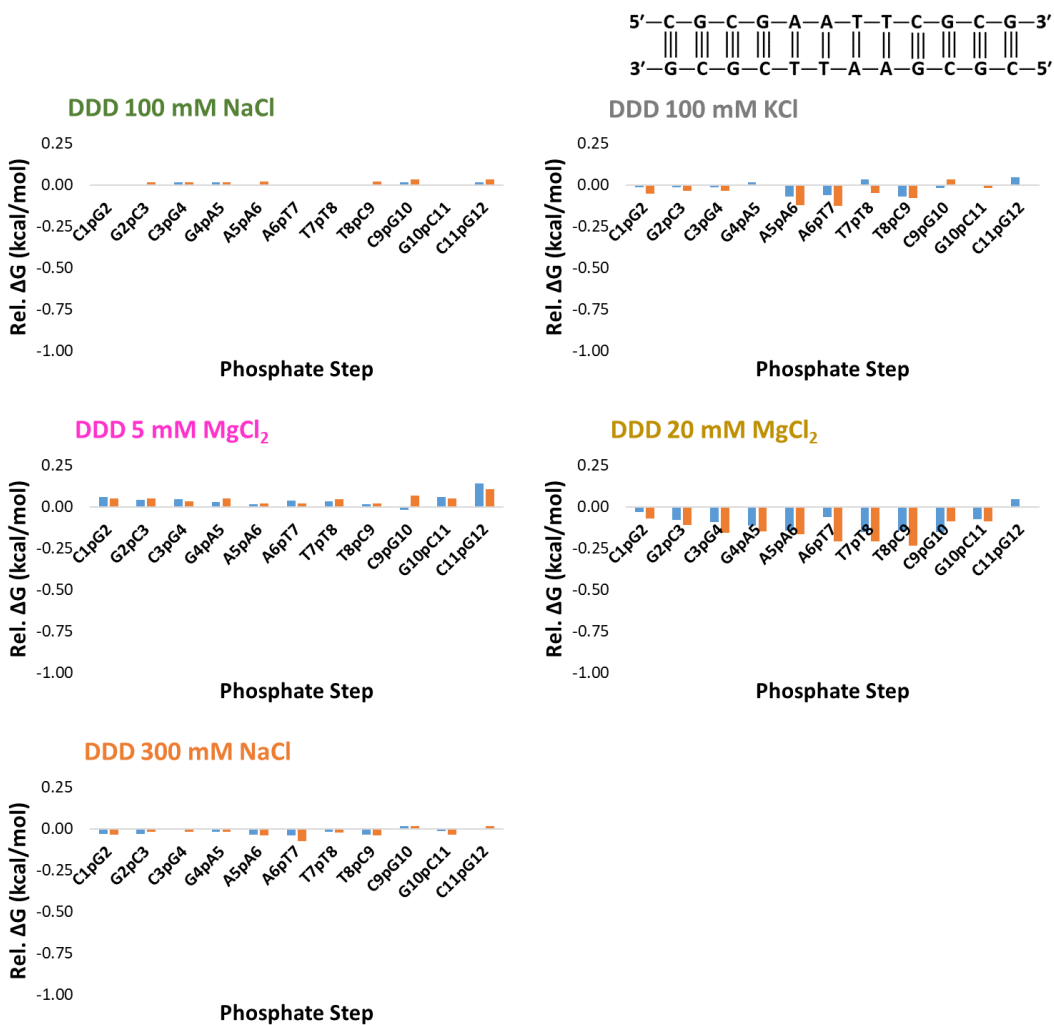 5′–C–G–C–G–A–A–T–T–C–G–C–G–3′
3′–G–C–G–C–T–T–A–A–G–C–G–C–5′
DDD 100 mM NaCl
Rel. ΔG (kcal/mol)
0.25
0.00
-0.25
-0.50
-0.75
-1.00
C1pG2
G2pC3
C3pG4
G4pA5
A5pA6
A6pT7
T7pT8
T8pC9
C9pG10
G10pC11
C11pG12
Phosphate Step
DDD 100 mM KCl
Rel. ΔG (kcal/mol)
0.25
0.00
-0.25
-0.50
-0.75
-1.00
C1pG2
G2pC3
C3pG4
G4pA5
A5pA6
A6pT7
T7pT8
T8pC9
C9pG10
G10pC11
C11pG12
Phosphate Step
DDD 5 mM MgCl₂
Rel. ΔG (kcal/mol)
0.25
0.00
-0.25
-0.50
-0.75
-1.00
C1pG2
G2pC3
C3pG4
G4pA5
A5pA6
A6pT7
T7pT8
T8pC9
C9pG10
G10pC11
C11pG12
Phosphate Step
DDD 20 mM MgCl₂
Rel. ΔG (kcal/mol)
0.25
0.00
-0.25
-0.50
-0.75
-1.00
C1pG2
G2pC3
C3pG4
G4pA5
A5pA6
A6pT7
T7pT8
T8pC9
C9pG10
G10pC11
C11pG12
Phosphate Step
DDD 300 mM NaCl
Rel. ΔG (kcal/mol)
0.25
0.00
-0.25
-0.50
-0.75
-1.00
C1pG2
G2pC3
C3pG4
G4pA5
A5pA6
A6pT7
T7pT8
T8pC9
C9pG10
G10pC11
C11pG12
Phosphate Step